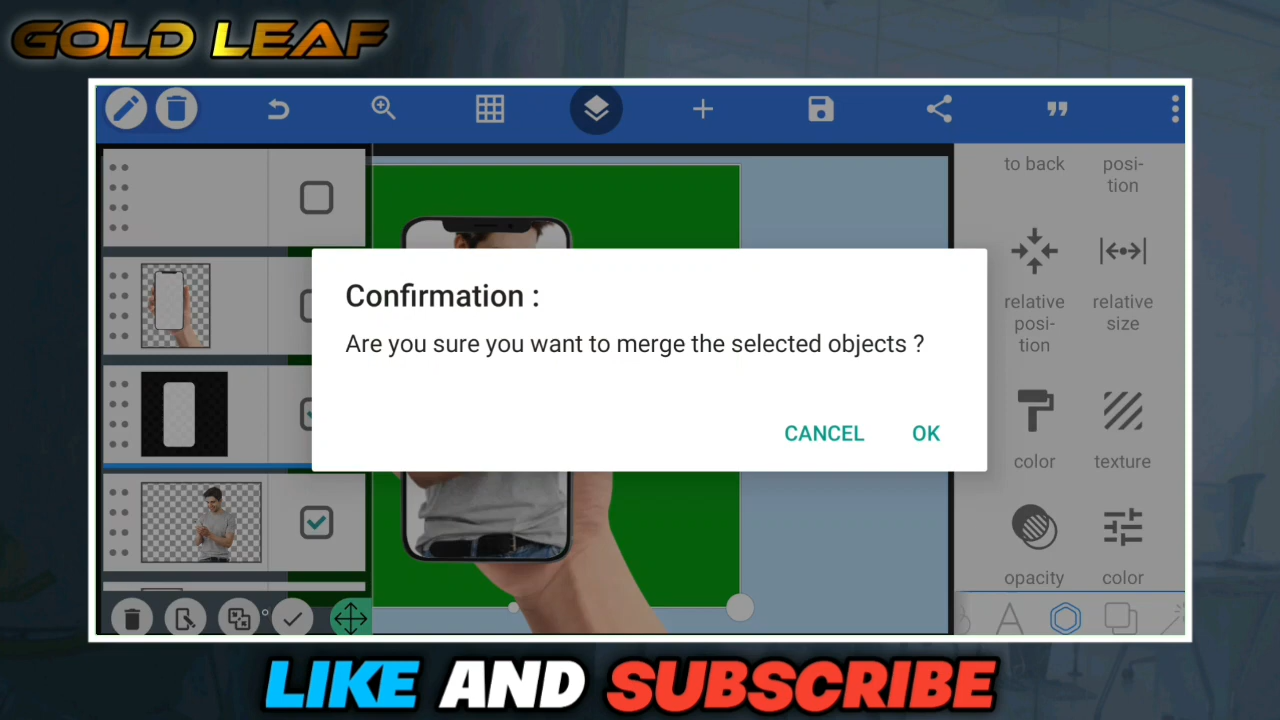 GOLD LEAF
to back
posi-
tion
Confirmation :
Are you sure you want to merge the selected objects ?
CANCEL
OK
relative
posi-
tion
relative
size
color
texture
opacity
color
LIKE AND SUBSCRIBE